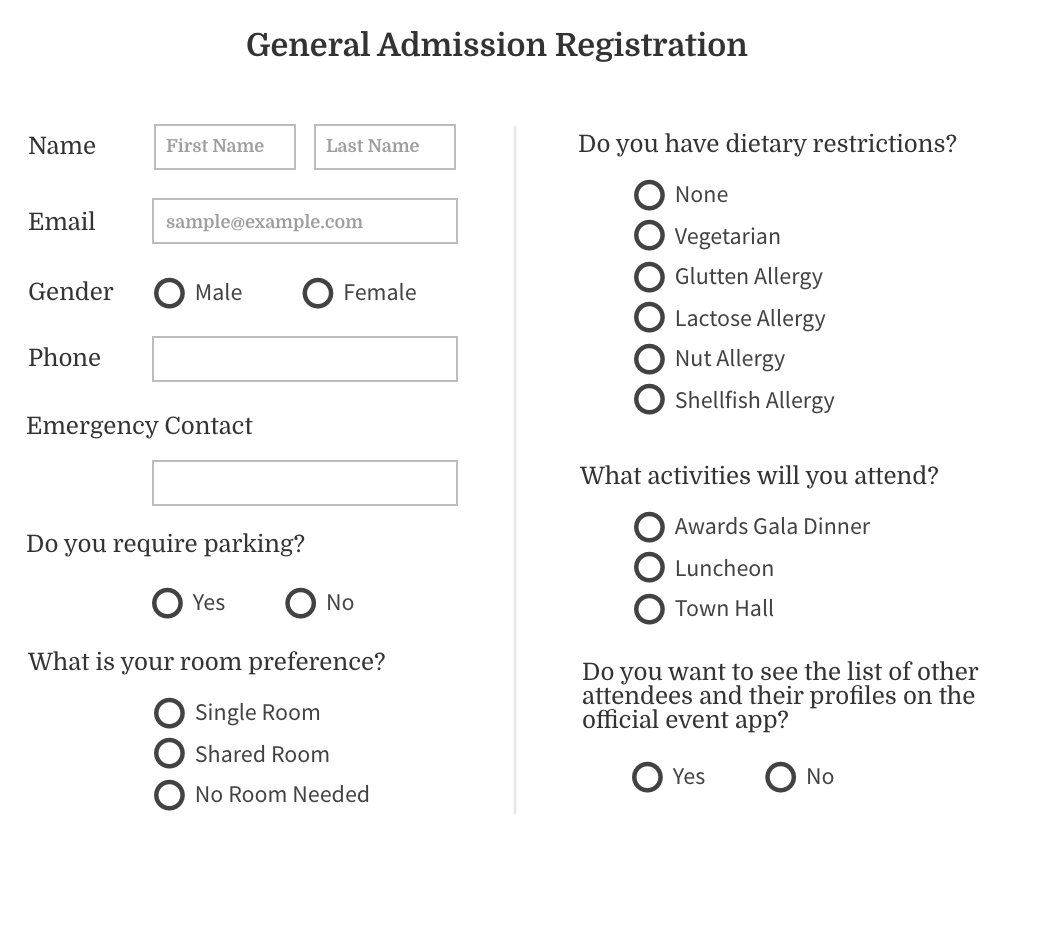 General Admission Registration
Name
First Name
Last Name
Email
sample@example.com
Gender
Male
Female
Phone
Emergency Contact
Do you require parking?
Yes
No
What is your room preference?
Single Room
Shared Room
No Room Needed
Do you have dietary restrictions?
None
Vegetarian
Glutten Allergy
Lactose Allergy
Nut Allergy
Shellfish Allergy
What activities will you attend?
Awards Gala Dinner
Luncheon
Town Hall
Do you want to see the list of other
attendees and their profiles on the
official event app?
Yes
No